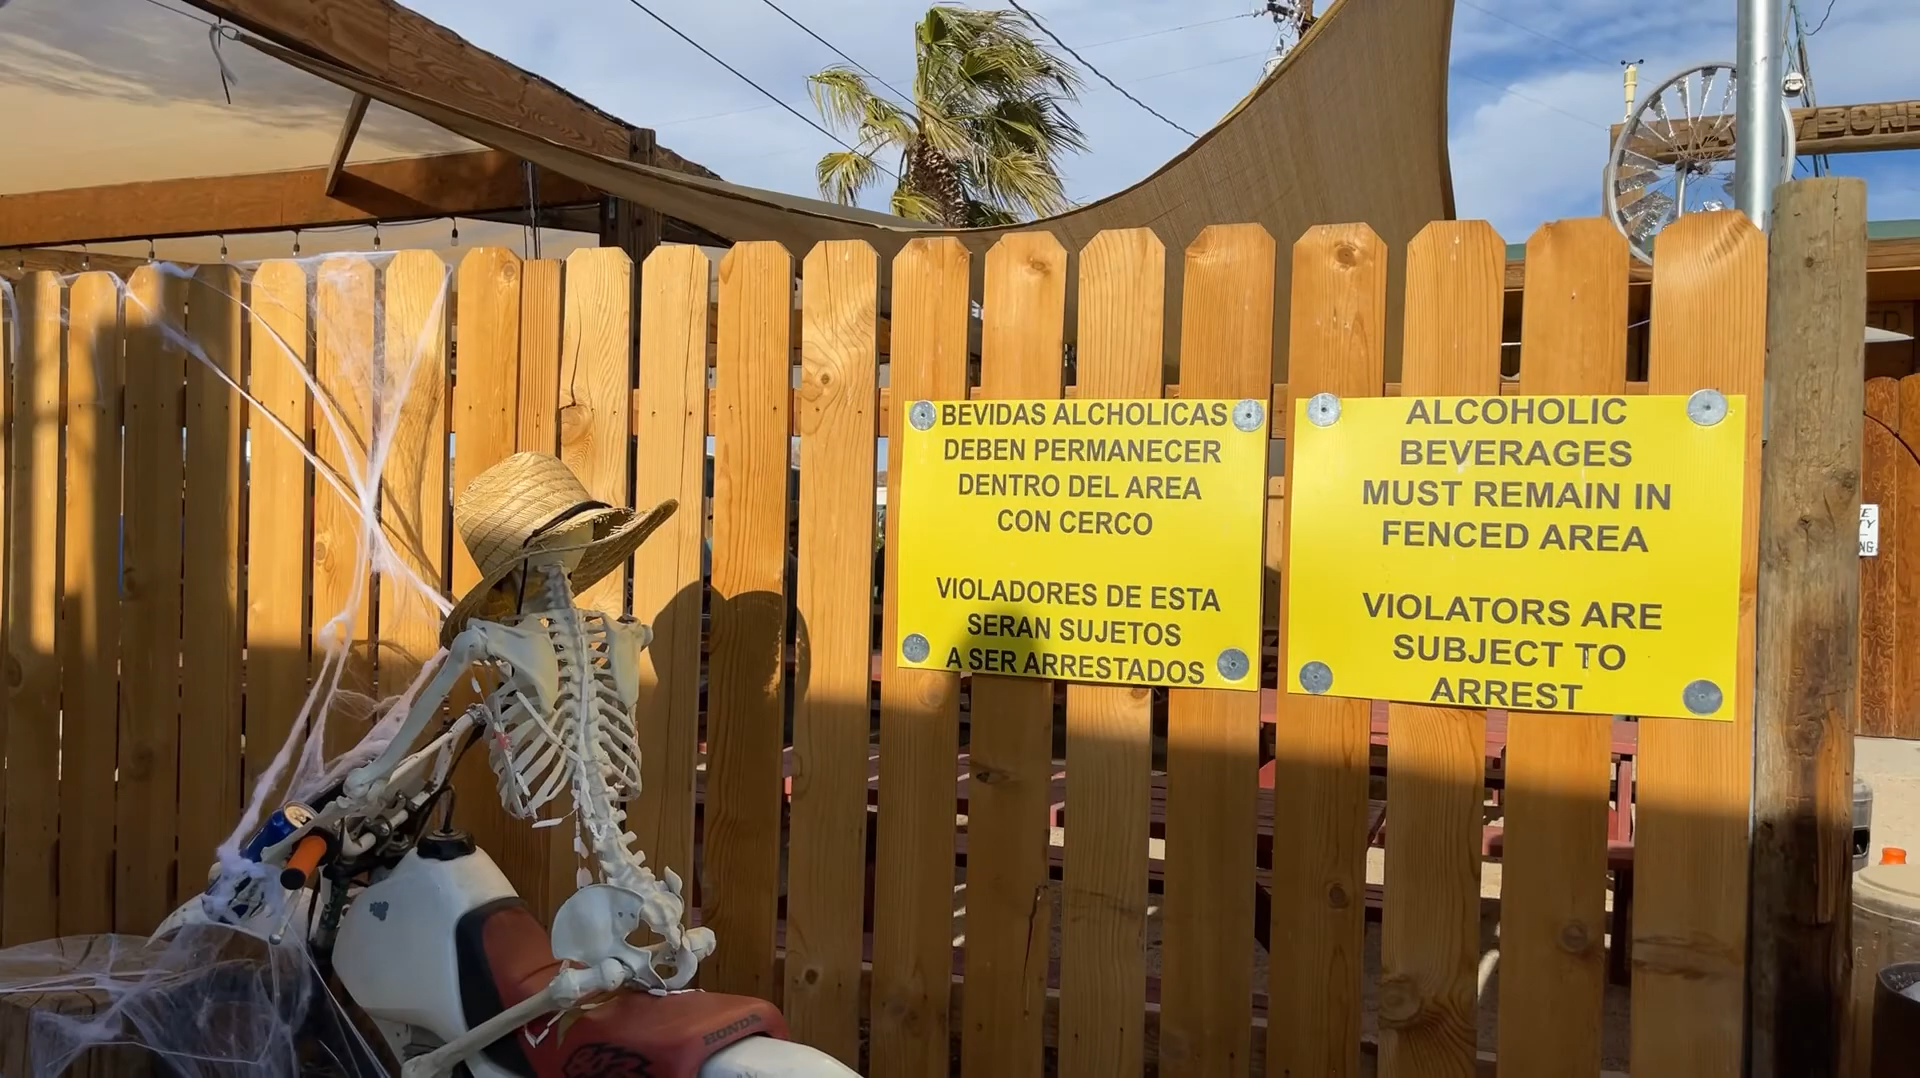 BEVIDAS ALCHOLICAS
DEBEN PERMANECER
DENTRO DEL AREA
CON CERCO
VIOLADORES DE ESTA
SERAN SUJETOS
A SER ARRESTADOS
ALCOHOLIC
BEVERAGES
MUST REMAIN IN
FENCED AREA
VIOLATORS ARE
SUBJECT TO
ARREST
HONDA